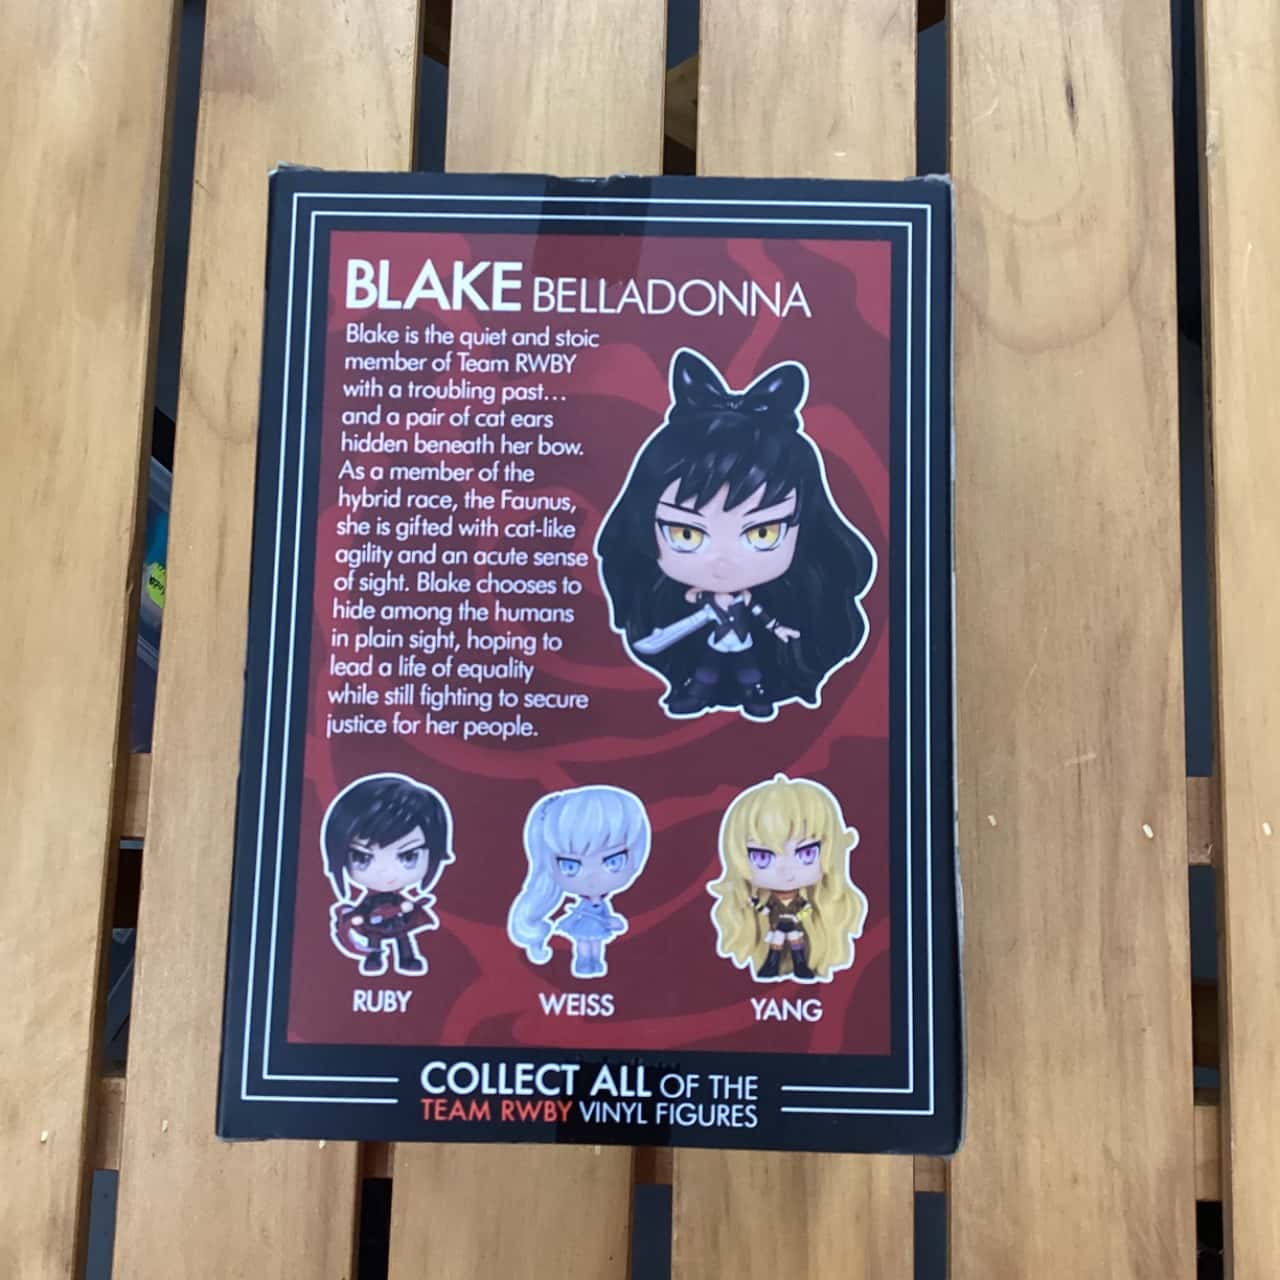 BLAKE BELLADONNA
Blake is the quiet and stoic
member of Team RWBY
with a troubling past...
and a pair of cat ears
hidden beneath her bow.
As a member of the
hybrid race, the Faunus,
she is gifted with cat-like
agility and an acute sense
of sight. Blake chooses to
hide among the humans
in plain sight, hoping to
lead a life of equality
while still fighting to secure
justice for her people.
RUBY
WEISS
YANG
COLLECT ALL OF THE
TEAM RWBY VINYL FIGURES